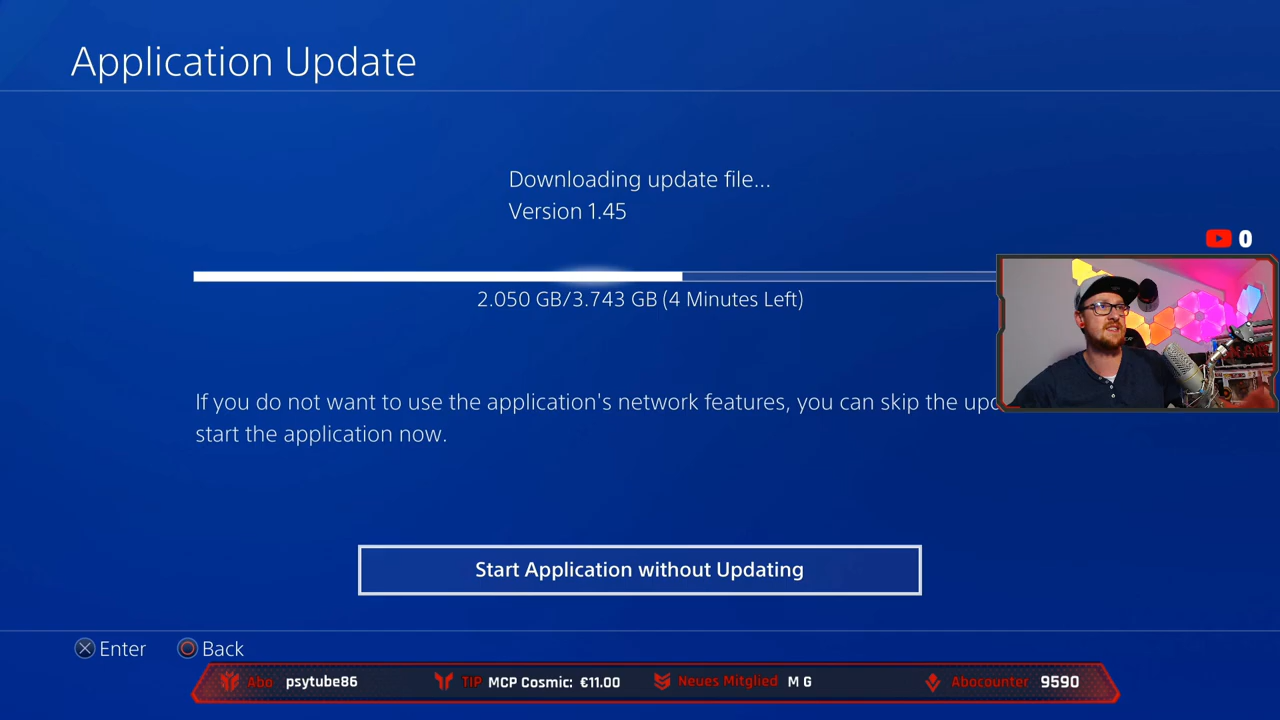 Application Update
Downloading update file...
Version 1.45
0
2.050 GB/3.743 GB (4 Minutes Left)
If you do not want to use the application's network features, you can skip the
start the application now.
Start Application without Updating
Enter Back
Abo psytube86 TIP MCP Cosmic: €11.00 Neues Mitglied M G Abocounter 9590